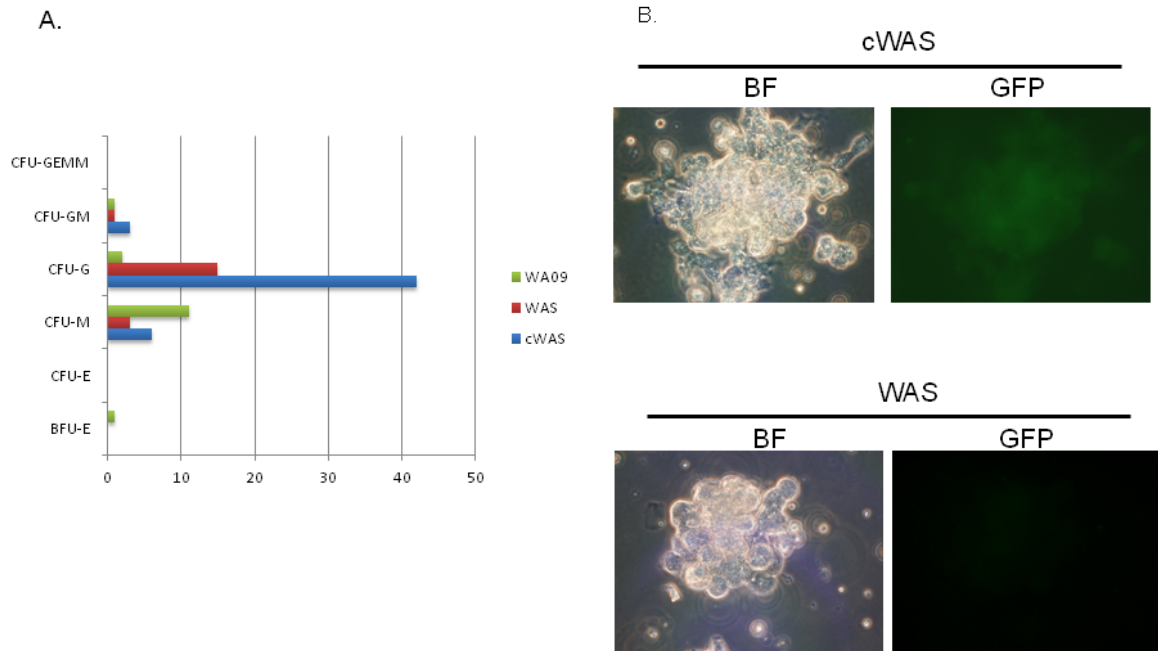 A.
CFU-GEMM
CFU-GM
CFU-G
CFU-M
CFU-E
BFU-E
0 10 20 30 40 50
WA09
WAS
cWAS
B.
cWAS
BF GFP
WAS
BF GFP